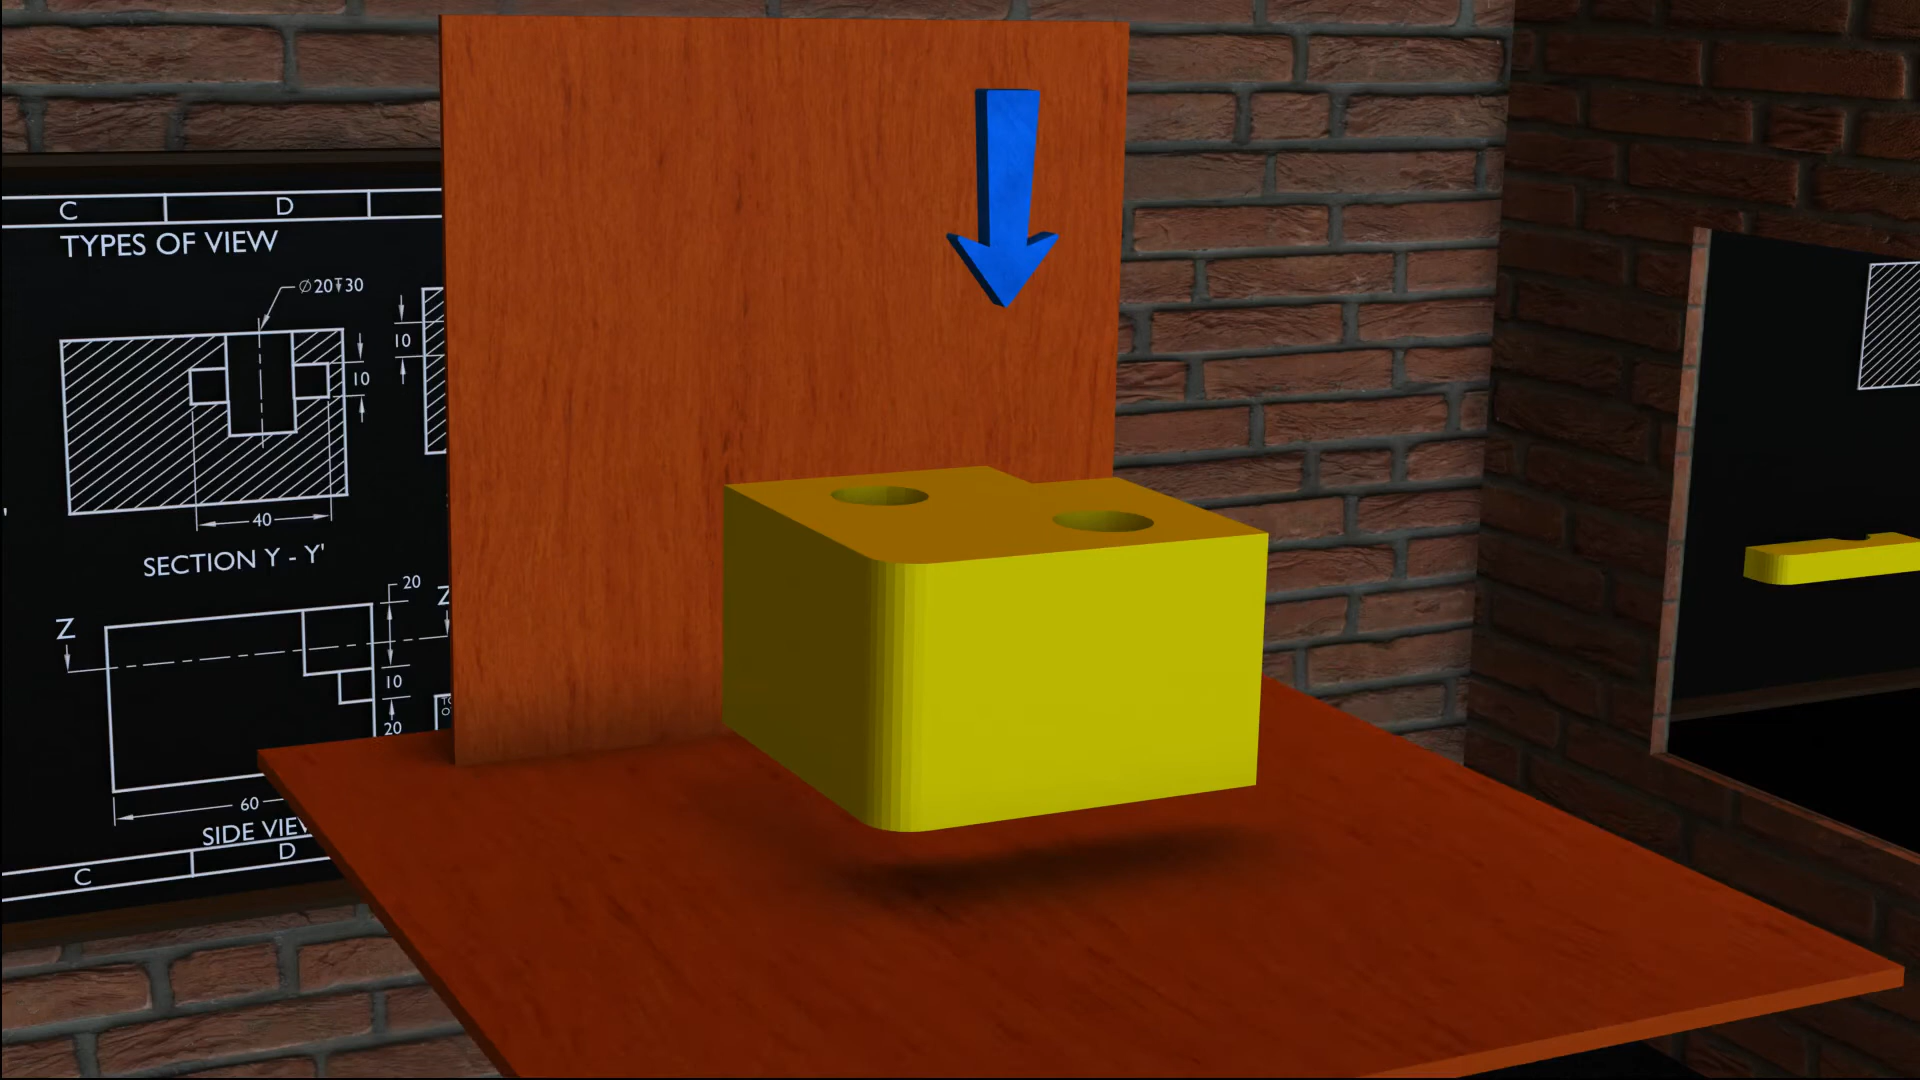 C D
TYPES OF VIEW
⌀20↧30
10
10
40
SECTION Y - Y'
20
Z Z
10
20
60
SIDE VIEW
C D